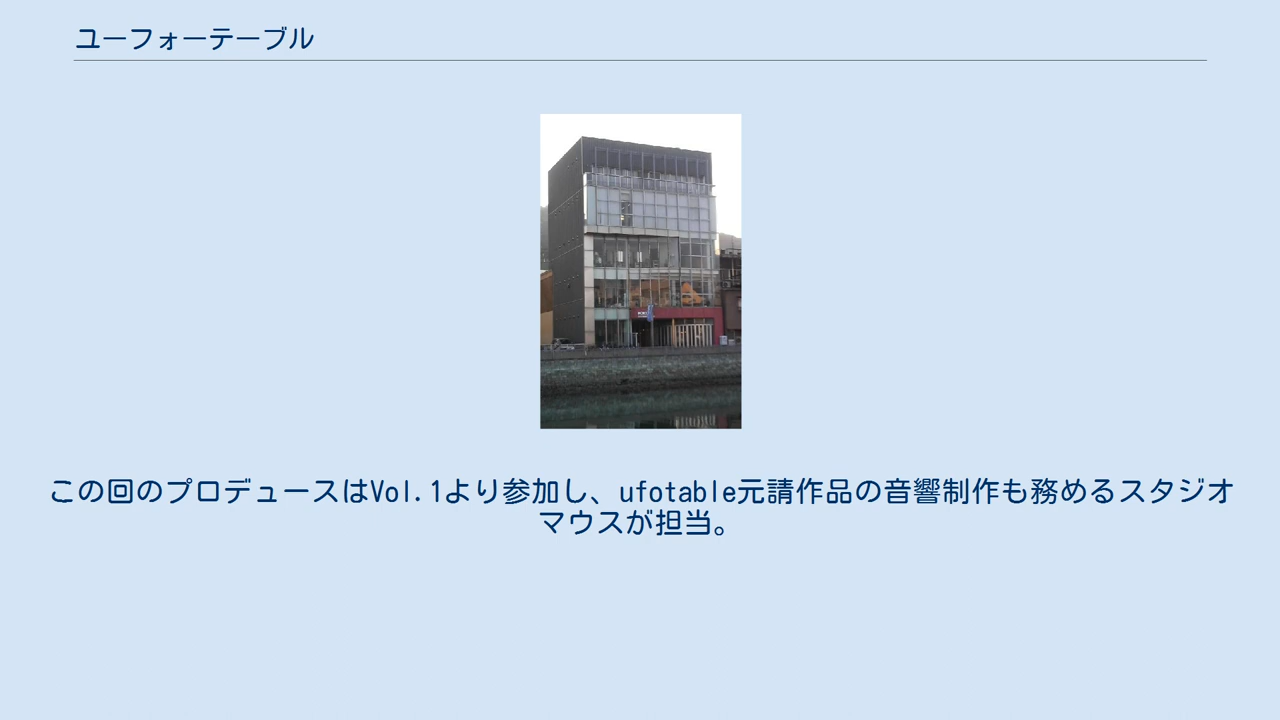 ユーフォーテーブル
この回のプロデュースはVol.1より参加し、ufotable元請作品の音響制作も務めるスタジオ
マウスが担当。